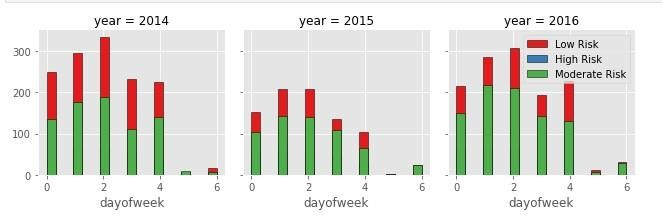 year = 2014
year = 2015
year = 2016
300
200
100
0
Low Risk
High Risk
Moderate Risk
0 2 4 6
0 2 4 6
0 2 4 6
dayofweek
dayofweek
dayofweek